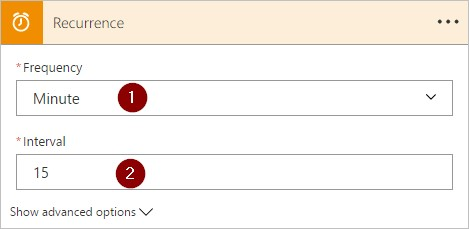 Recurrence
*Frequency
Minute 1
*Interval
15 2
Show advanced options